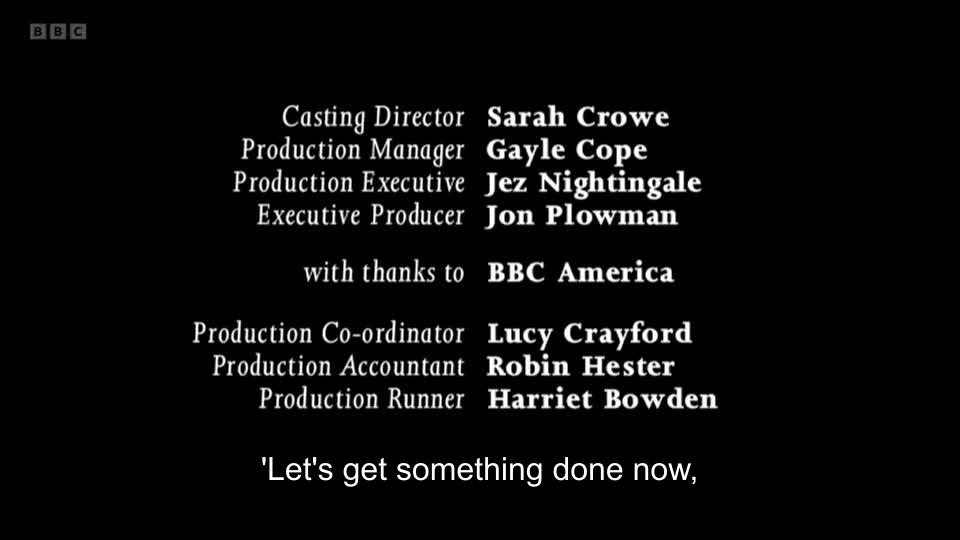 BBC
Casting Director Sarah Crowe
Production Manager Gayle Cope
Production Executive Jez Nightingale
Executive Producer Jon Plowman
with thanks to BBC America
Production Co-ordinator Lucy Crayford
Production Accountant Robin Hester
Production Runner Harriet Bowden
'Let's get something done now,